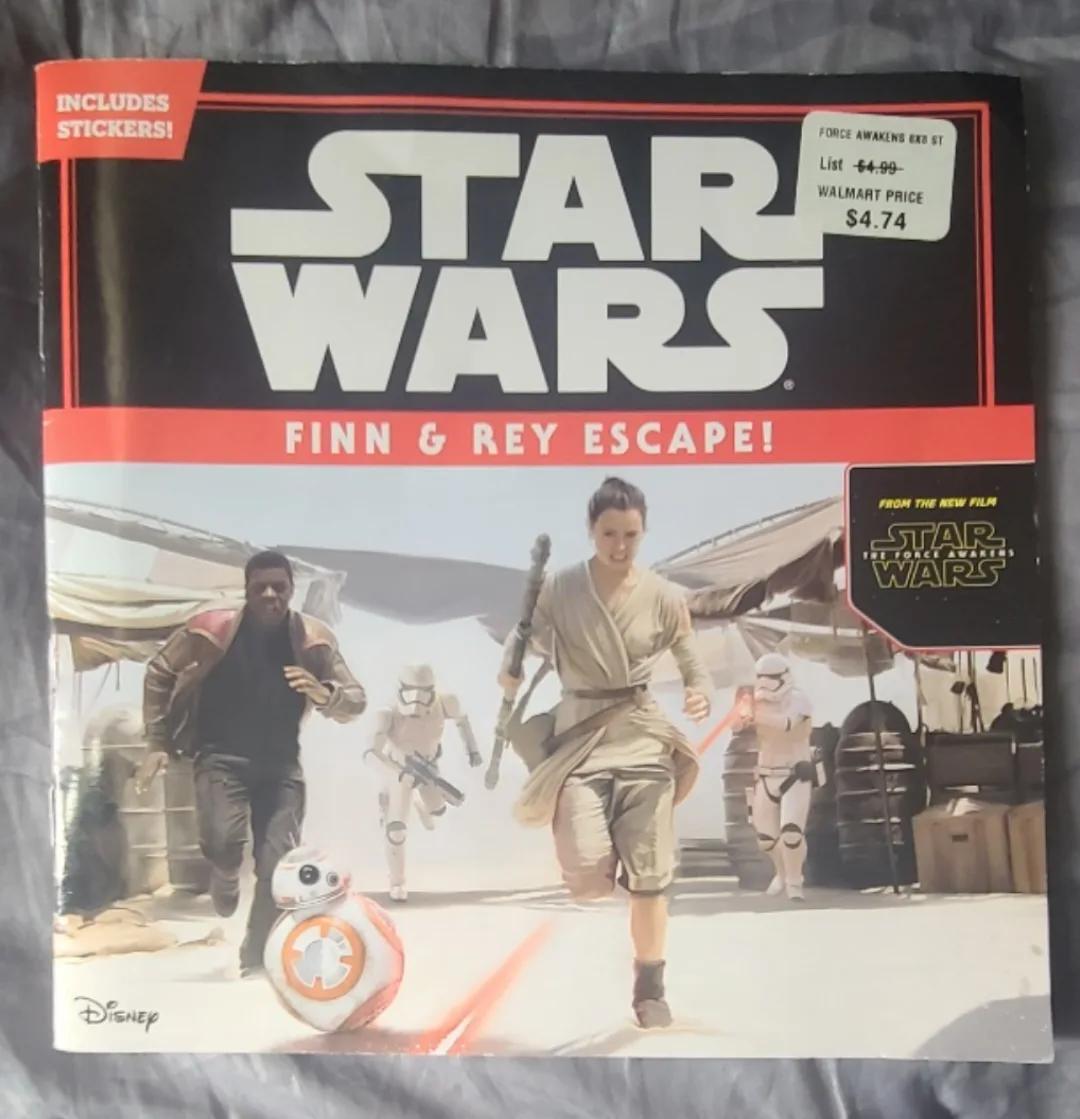 INCLUDES
STICKERS!
STAR
WARS®
FORCE AWAKENS 8X8 ST
List $4.99
WALMART PRICE
$4.74
FINN & REY ESCAPE!
FROM THE NEW FILM
STAR
THE FORCE AWAKENS
WARS
Disney